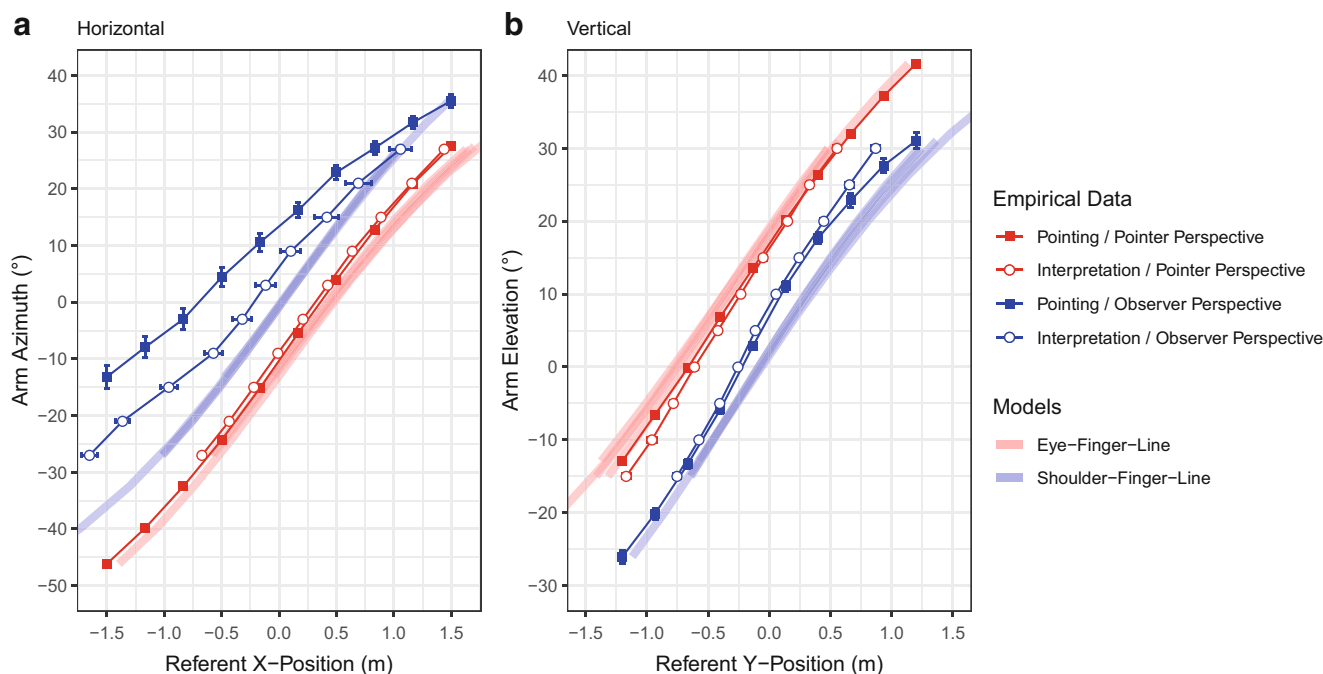 a Horizontal
40
30
20
10
0
−10
−20
−30
−40
−50
Arm Azimuth (°)
−1.5 −1.0 −0.5 0.0 0.5 1.0 1.5
Referent X−Position (m)
b Vertical
40
30
20
10
0
−10
−20
−30
Arm Elevation (°)
−1.5 −1.0 −0.5 0.0 0.5 1.0 1.5
Referent Y−Position (m)
Empirical Data
Pointing / Pointer Perspective
Interpretation / Pointer Perspective
Pointing / Observer Perspective
Interpretation / Observer Perspective
Models
Eye−Finger−Line
Shoulder−Finger−Line